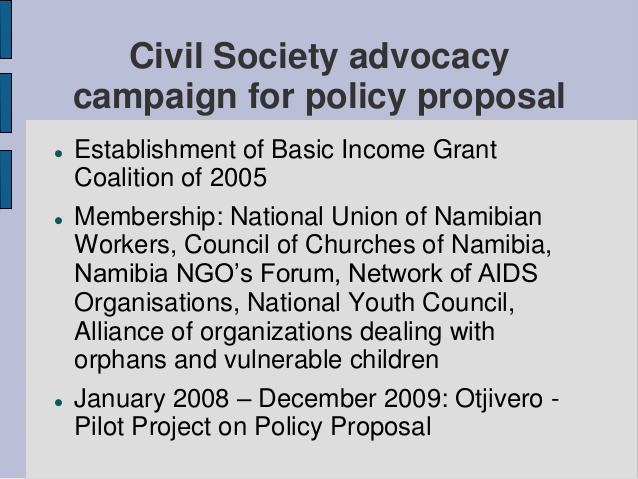 Civil Society advocacy
campaign for policy proposal
● Establishment of Basic Income Grant
Coalition of 2005
● Membership: National Union of Namibian
Workers, Council of Churches of Namibia,
Namibia NGO’s Forum, Network of AIDS
Organisations, National Youth Council,
Alliance of organizations dealing with
orphans and vulnerable children
● January 2008 – December 2009: Otjivero -
Pilot Project on Policy Proposal